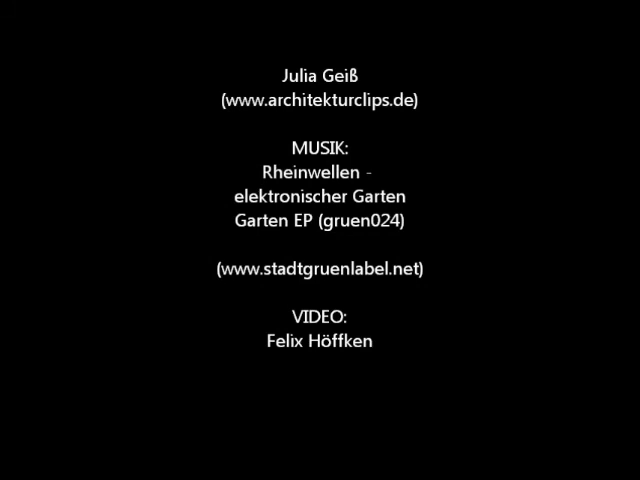 Julia Geiß
(www.architekturclips.de)
MUSIK:
Rheinwellen -
elektronischer Garten
Garten EP (gruen024)
(www.stadtgruenlabel.net)
VIDEO:
Felix Höffken